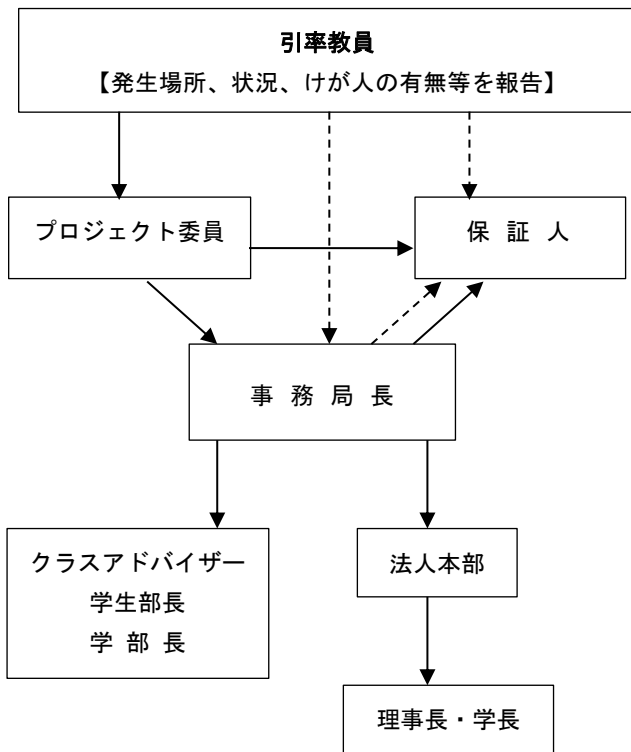 引率教員
【発生場所、状況、けが人の有無等を報告】
プロジェクト委員
保 証 人
事 務 局 長
クラスアドバイザー
学生部長
学 部 長
法人本部
理事長・学長